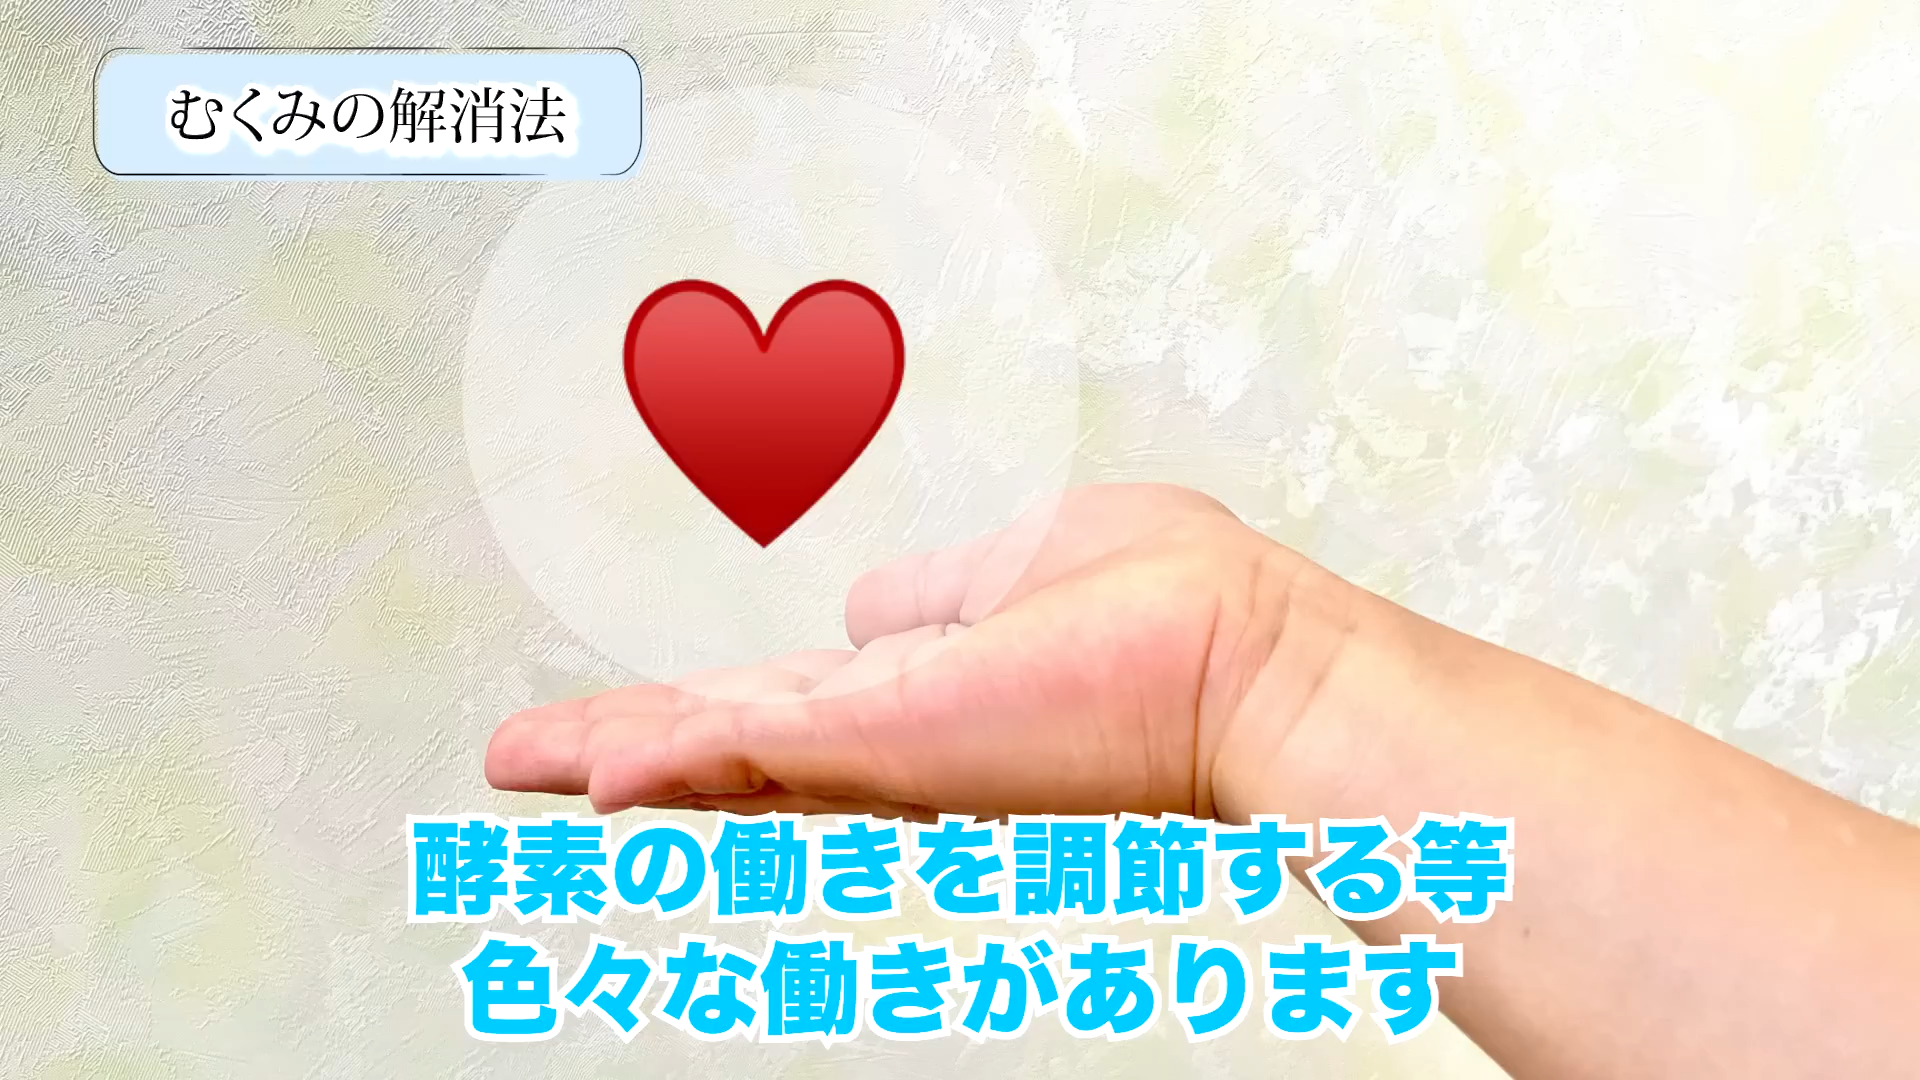 むくみの解消法
酵素の働きを調節する等
色々な働きがあります